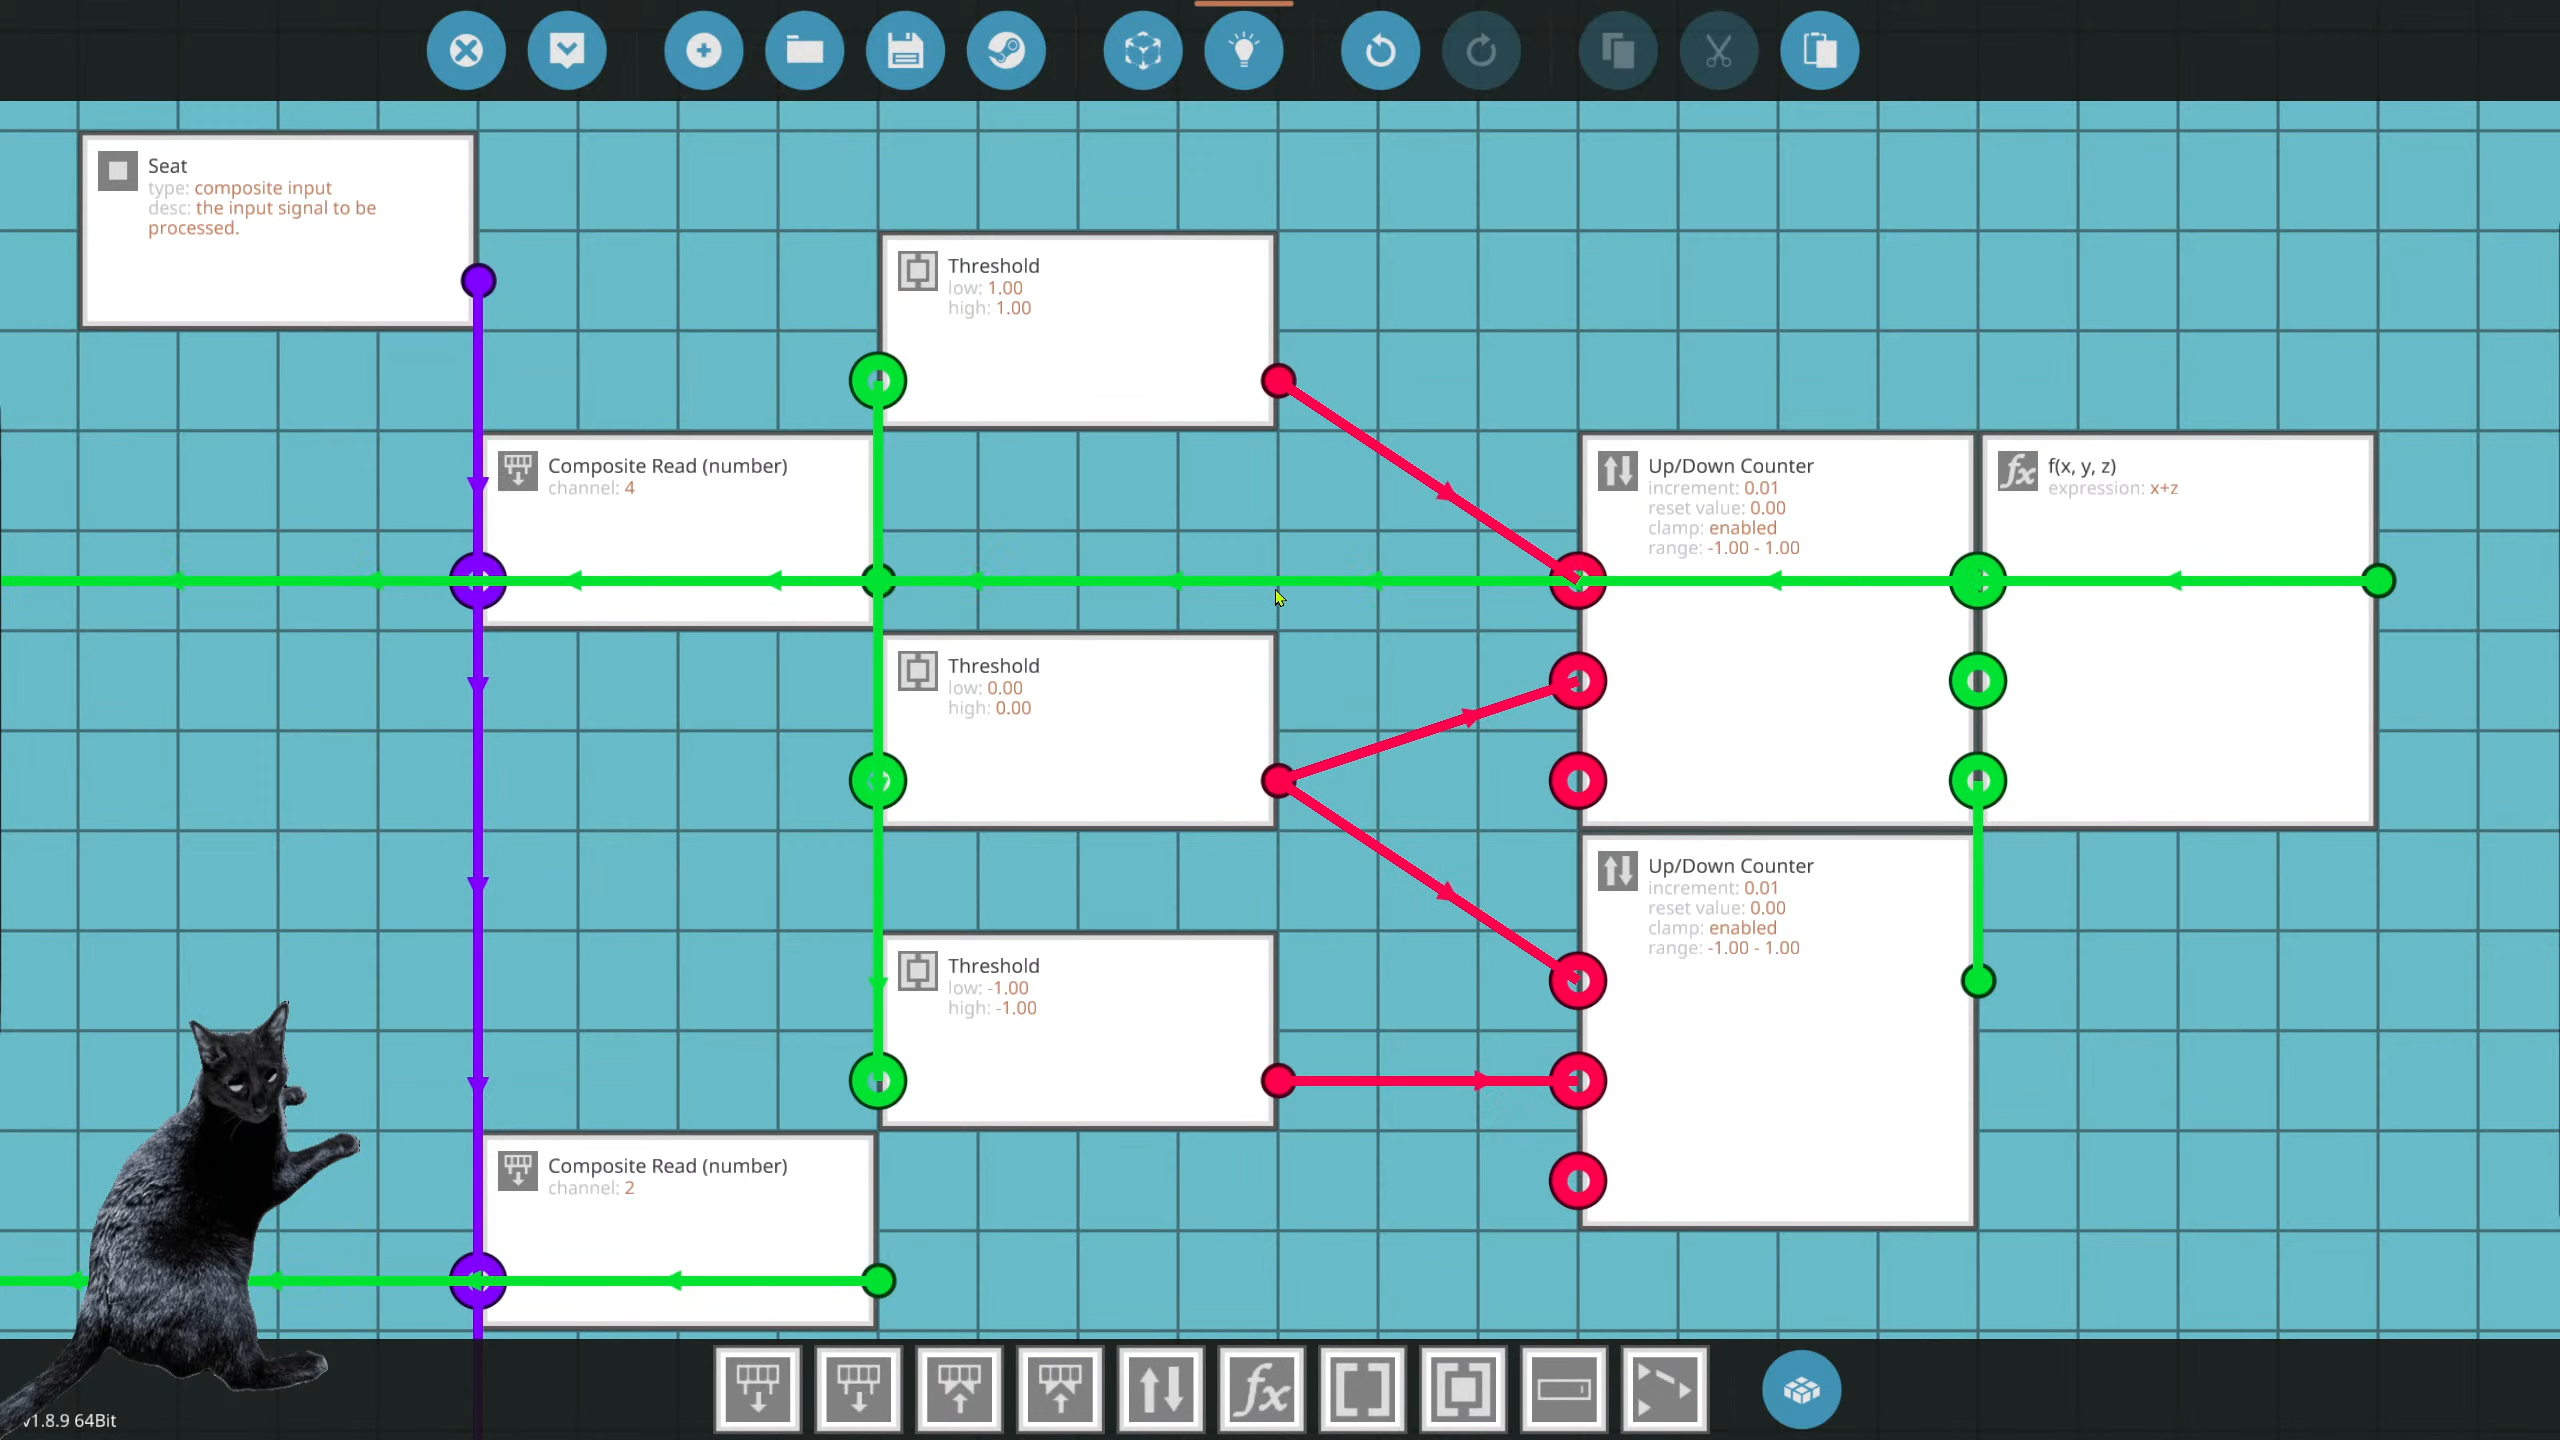 Seat
type: composite input
desc: the input signal to be
processed.
Threshold
low: 1.00
high: 1.00
Composite Read (number)
channel: 4
Up/Down Counter
increment: 0.01
reset value: 0.00
clamp: enabled
range: -1.00 - 1.00
fx
f(x, y, z)
expression: x+z
Threshold
low: 0.00
high: 0.00
Up/Down Counter
increment: 0.01
reset value: 0.00
clamp: enabled
range: -1.00 - 1.00
Threshold
low: -1.00
high: -1.00
Composite Read (number)
channel: 2
fx
v1.8.9 64Bit